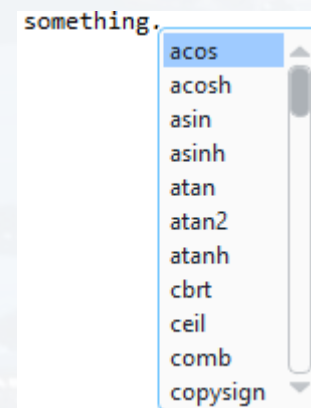 something.
acos
acosh
asin
asinh
atan
atan2
atanh
cbrt
ceil
comb
copysign